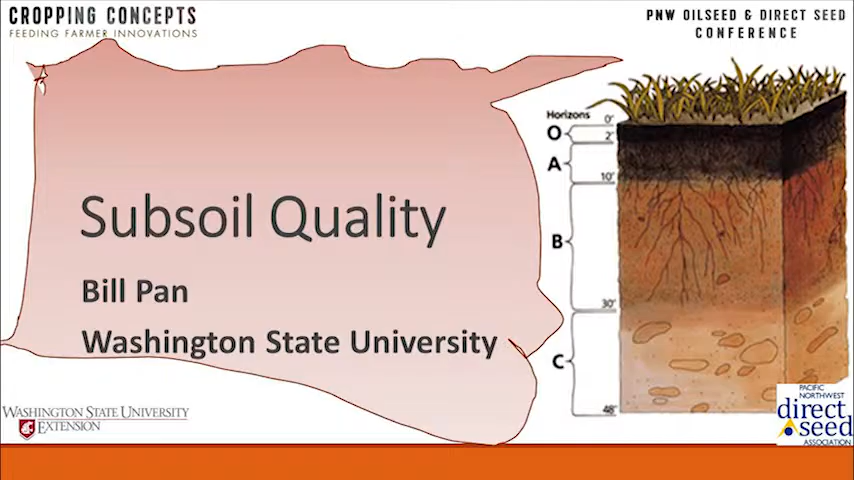 CROPPING CONCEPTS
FEEDING FARMER INNOVATIONS
PNW OILSEED & DIRECT SEED
CONFERENCE
Subsoil Quality
Bill Pan
Washington State University
Horizons
0"
O
2"
A
10"
B
30"
C
48"
WASHINGTON STATE UNIVERSITY
EXTENSION
PACIFIC
NORTHWEST
direct
seed
ASSOCIATION